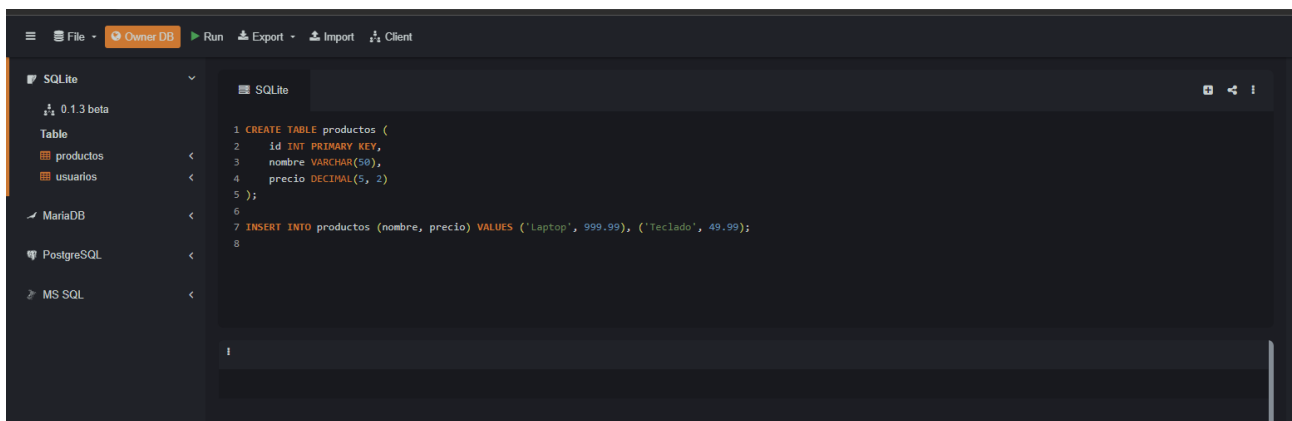 File Owner DB Run Export Import Client
SQLite
0.1.3 beta
Table
productos
usuarios
MariaDB
PostgreSQL
MS SQL
SQLite
1 CREATE TABLE productos (
2     id INT PRIMARY KEY,
3     nombre VARCHAR(50),
4     precio DECIMAL(5, 2)
5 );
6
7 INSERT INTO productos (nombre, precio) VALUES ('Laptop', 999.99), ('Teclado', 49.99);
8